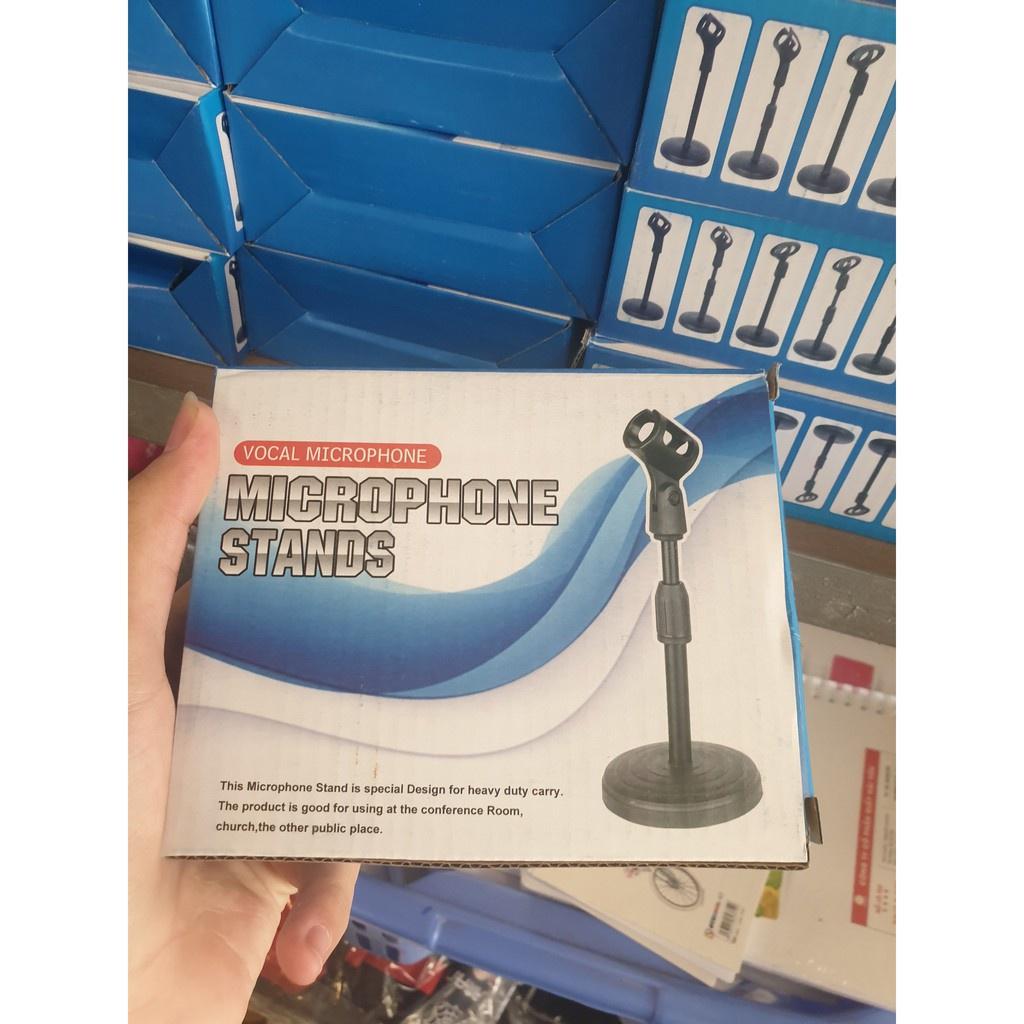 VOCAL MICROPHONE
MICROPHONE
STANDS
This Microphone Stand is special Design for heavy duty carry.
The product is good for using at the conference Room,
church,the other public place.